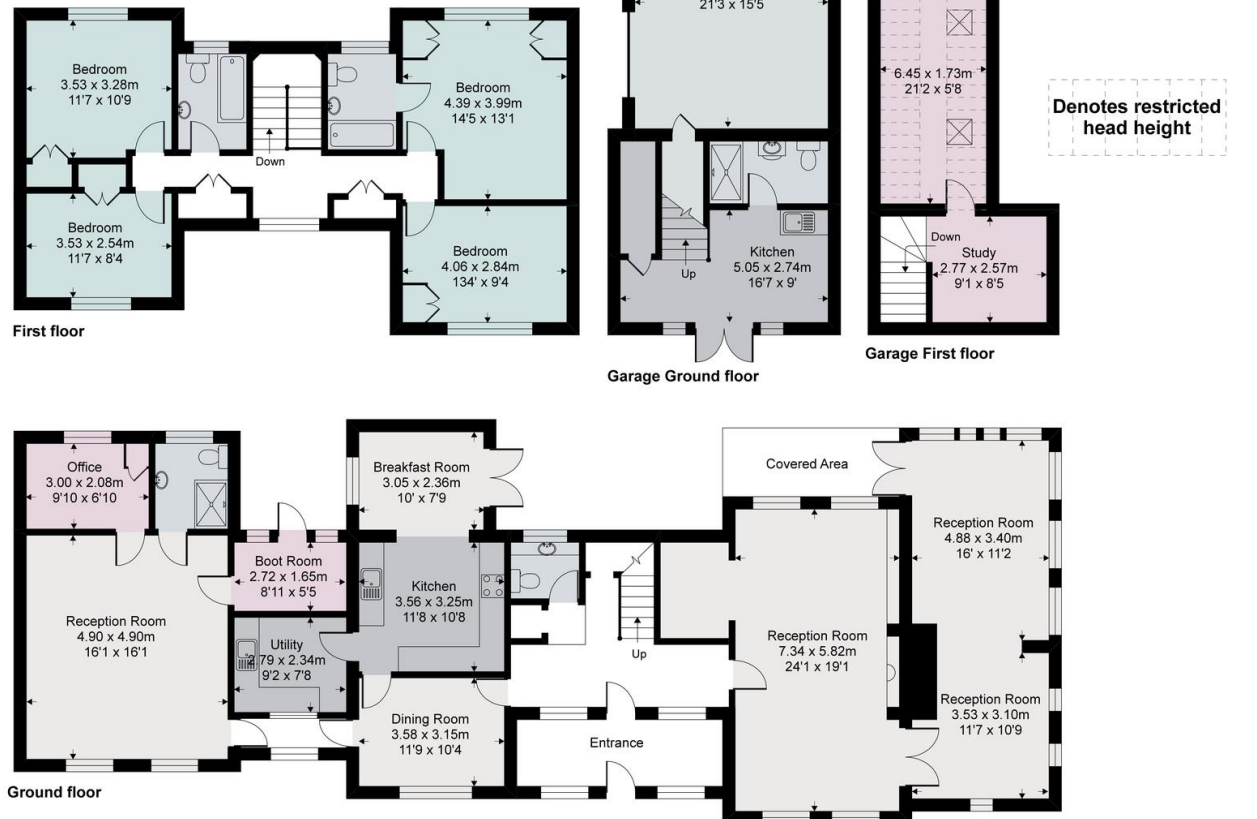 Bedroom
3.53 x 3.28m
11'7 x 10'9
Bedroom
4.39 x 3.99m
14'5 x 13'1
Down
Bedroom
3.53 x 2.54m
11'7 x 8'4
Bedroom
4.06 x 2.84m
134' x 9'4
First floor
21'3 x 15'5
Kitchen
5.05 x 2.74m
16'7 x 9'
Up
Garage Ground floor
6.45 x 1.73m
21'2 x 5'8
Down
Study
2.77 x 2.57m
9'1 x 8'5
Garage First floor
Denotes restricted
head height
Office
3.00 x 2.08m
9'10 x 6'10
Breakfast Room
3.05 x 2.36m
10' x 7'9
Covered Area
Boot Room
2.72 x 1.65m
8'11 x 5'5
Kitchen
3.56 x 3.25m
11'8 x 10'8
Reception Room
4.88 x 3.40m
16' x 11'2
Reception Room
4.90 x 4.90m
16'1 x 16'1
Utility
2.79 x 2.34m
9'2 x 7'8
Up
Reception Room
7.34 x 5.82m
24'1 x 19'1
Dining Room
3.58 x 3.15m
11'9 x 10'4
Entrance
Reception Room
3.53 x 3.10m
11'7 x 10'9
Ground floor